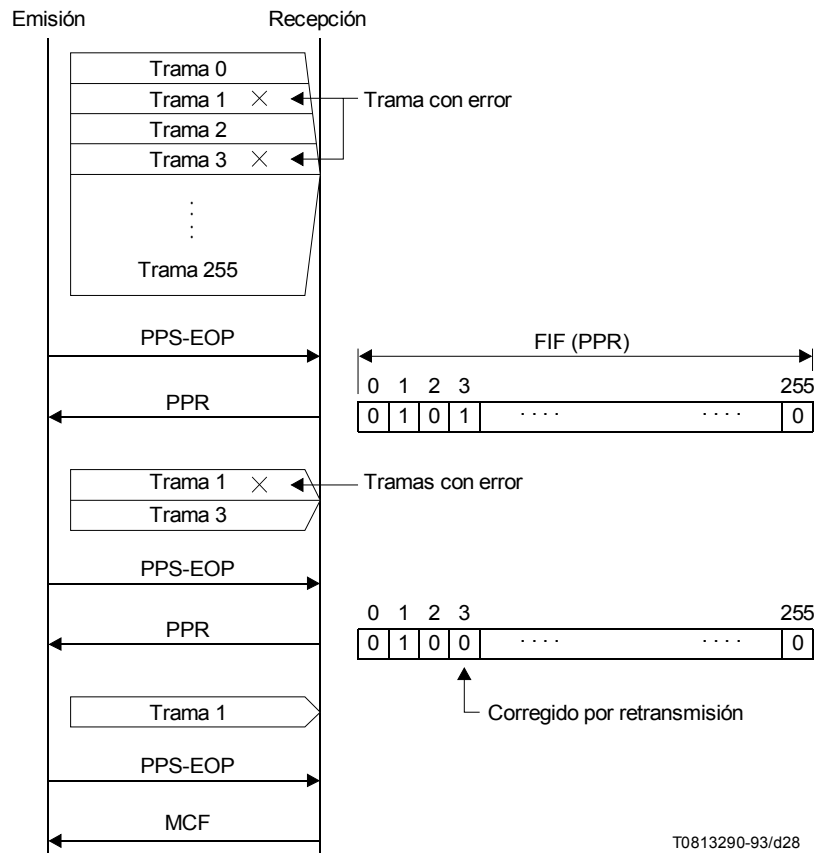 Emisión Recepción
Trama 0
Trama 1 ×
Trama con error
Trama 2
Trama 3 ×
. . . . .
Trama 255
PPS-EOP
FIF (PPR)
0 1 2 3 255
PPR
0 1 0 1 . . . . . . . . 0
Trama 1 ×
Tramas con error
Trama 3
PPS-EOP
0 1 2 3 255
PPR
0 1 0 0 . . . . . . . . 0
Trama 1
Corregido por retransmisión
PPS-EOP
MCF
T0813290-93/d28